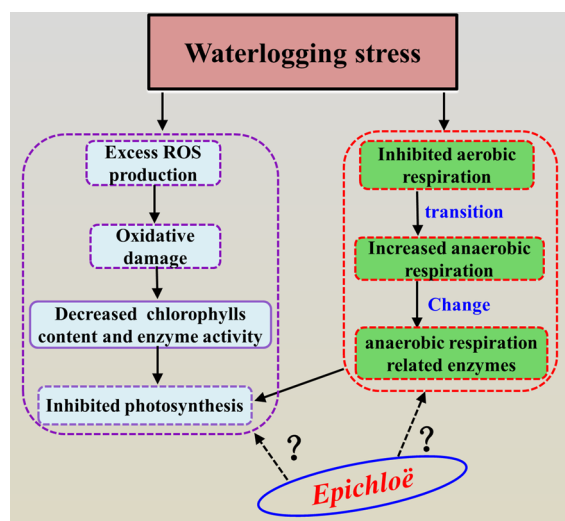 Waterlogging stress
Excess ROS
production
Oxidative
damage
Decreased chlorophylls
content and enzyme activity
Inhibited photosynthesis
Inhibited aerobic
respiration
transition
Increased anaerobic
respiration
Change
anaerobic respiration
related enzymes
?
?
Epichloë